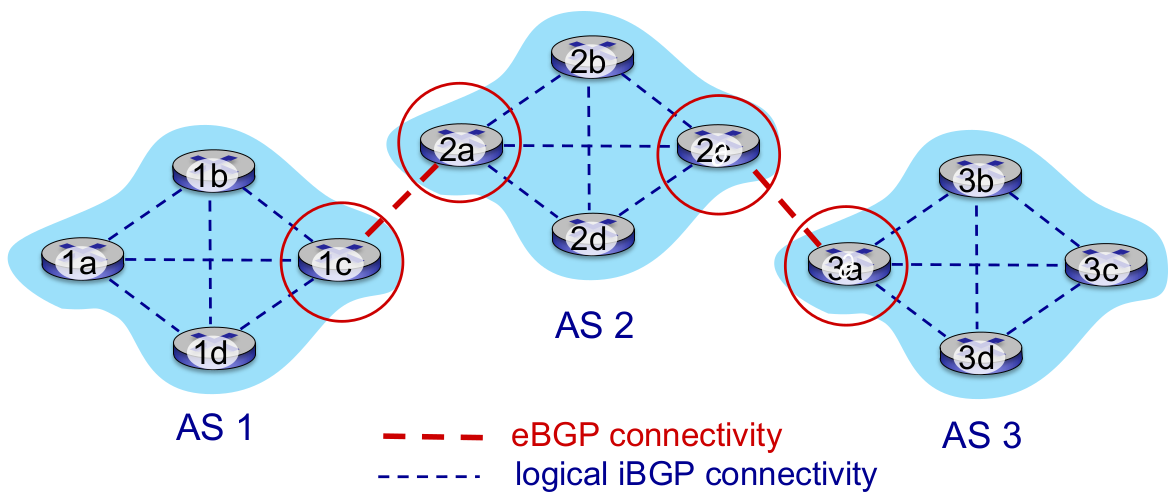 2b
2a
2c
2d
1b
1a
1c
1d
3b
3a
3c
3d
AS 2
AS 1
AS 3
eBGP connectivity
logical iBGP connectivity